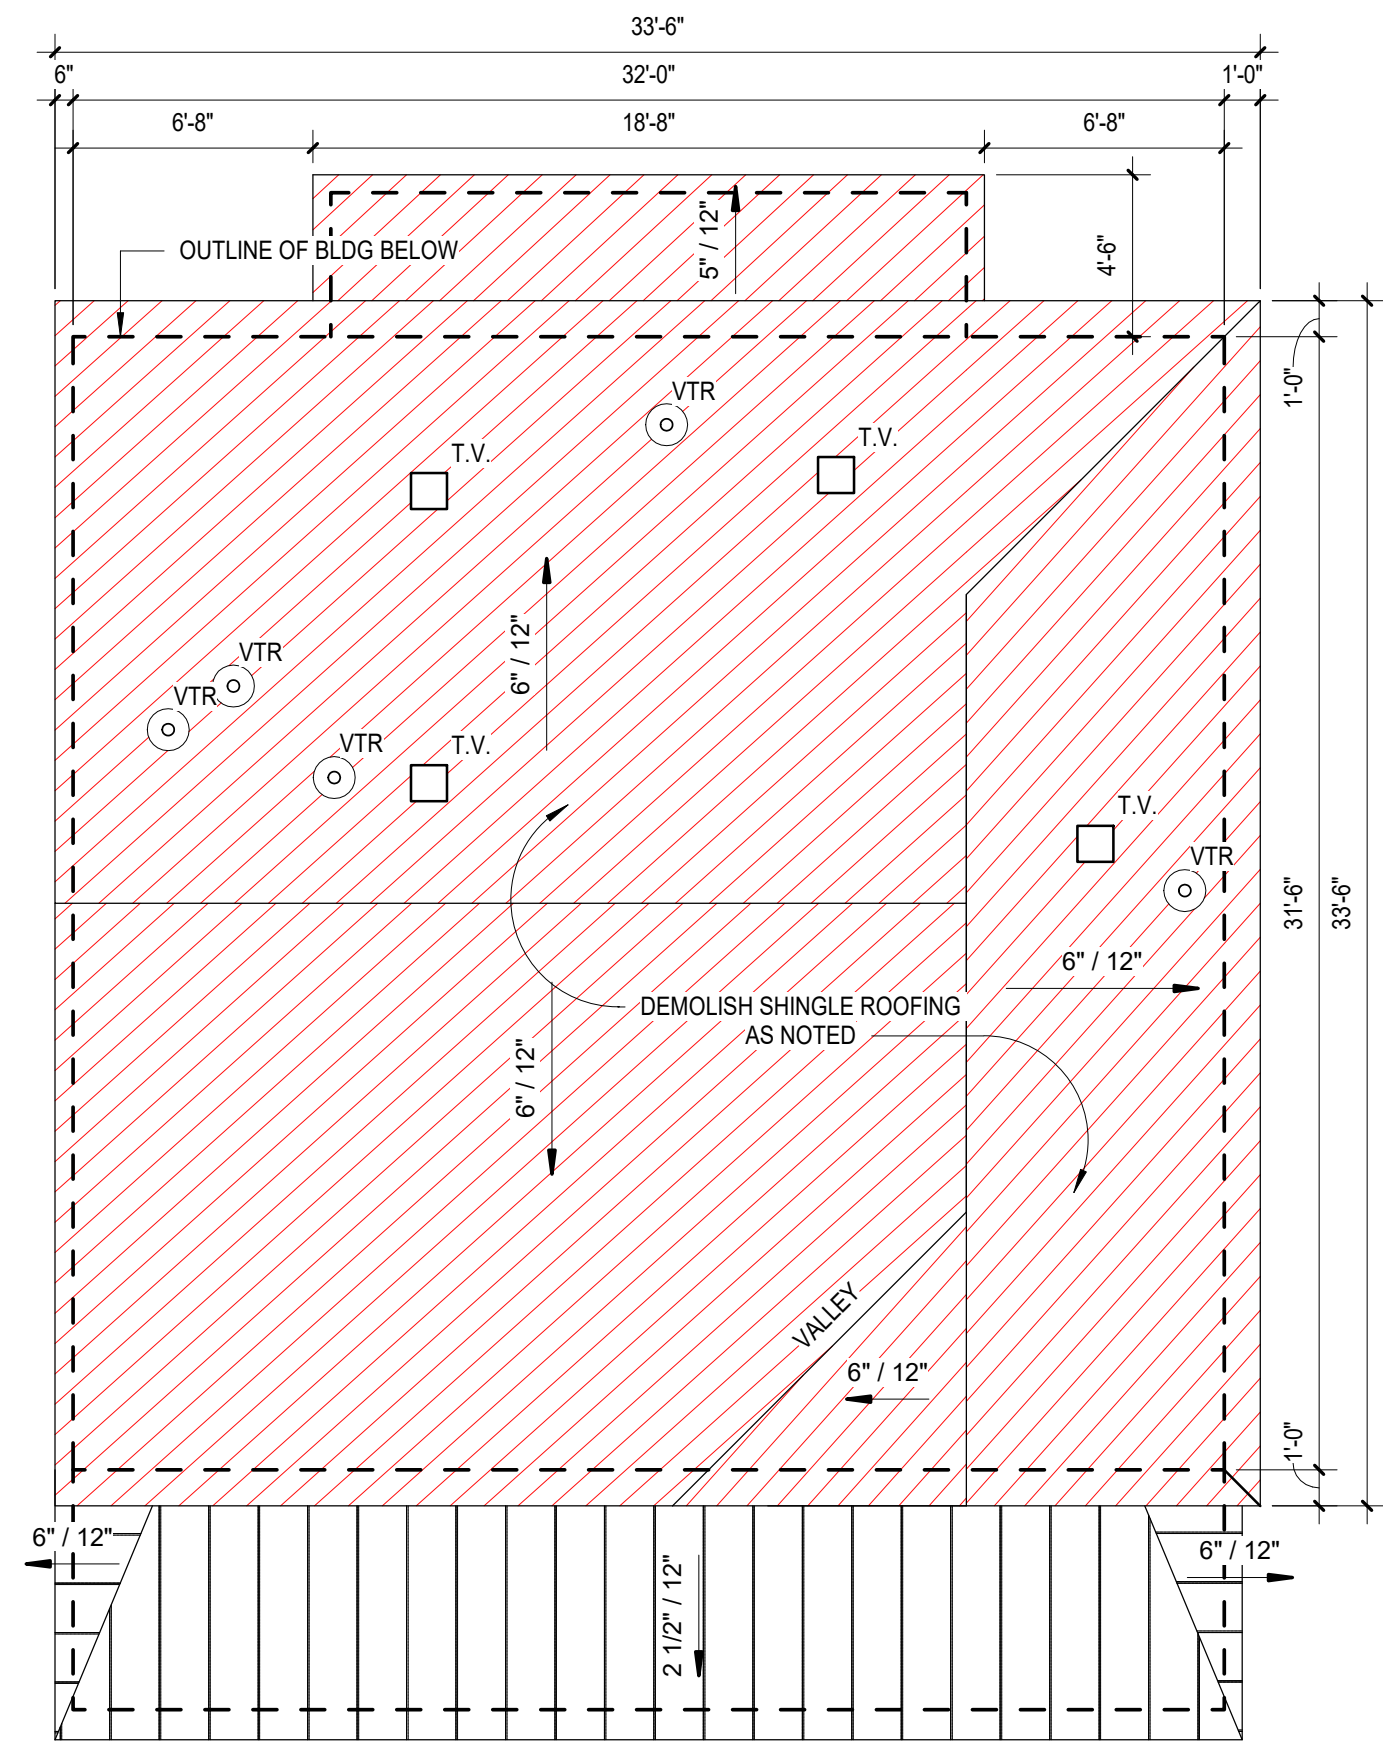 33'-6"
6" 32'-0" 1'-0"
6'-8" 18'-8" 6'-8"
5" / 12"
4'-6"
OUTLINE OF BLDG BELOW
1'-0"
VTR
T.V.
T.V.
6" / 12"
VTR
VTR
VTR
T.V.
T.V.
VTR
31'-6"
33'-6"
6" / 12"
DEMOLISH SHINGLE ROOFING
AS NOTED
6" / 12"
VALLEY
6" / 12"
1'-0"
6" / 12"
6" / 12"
2 1/2" / 12"